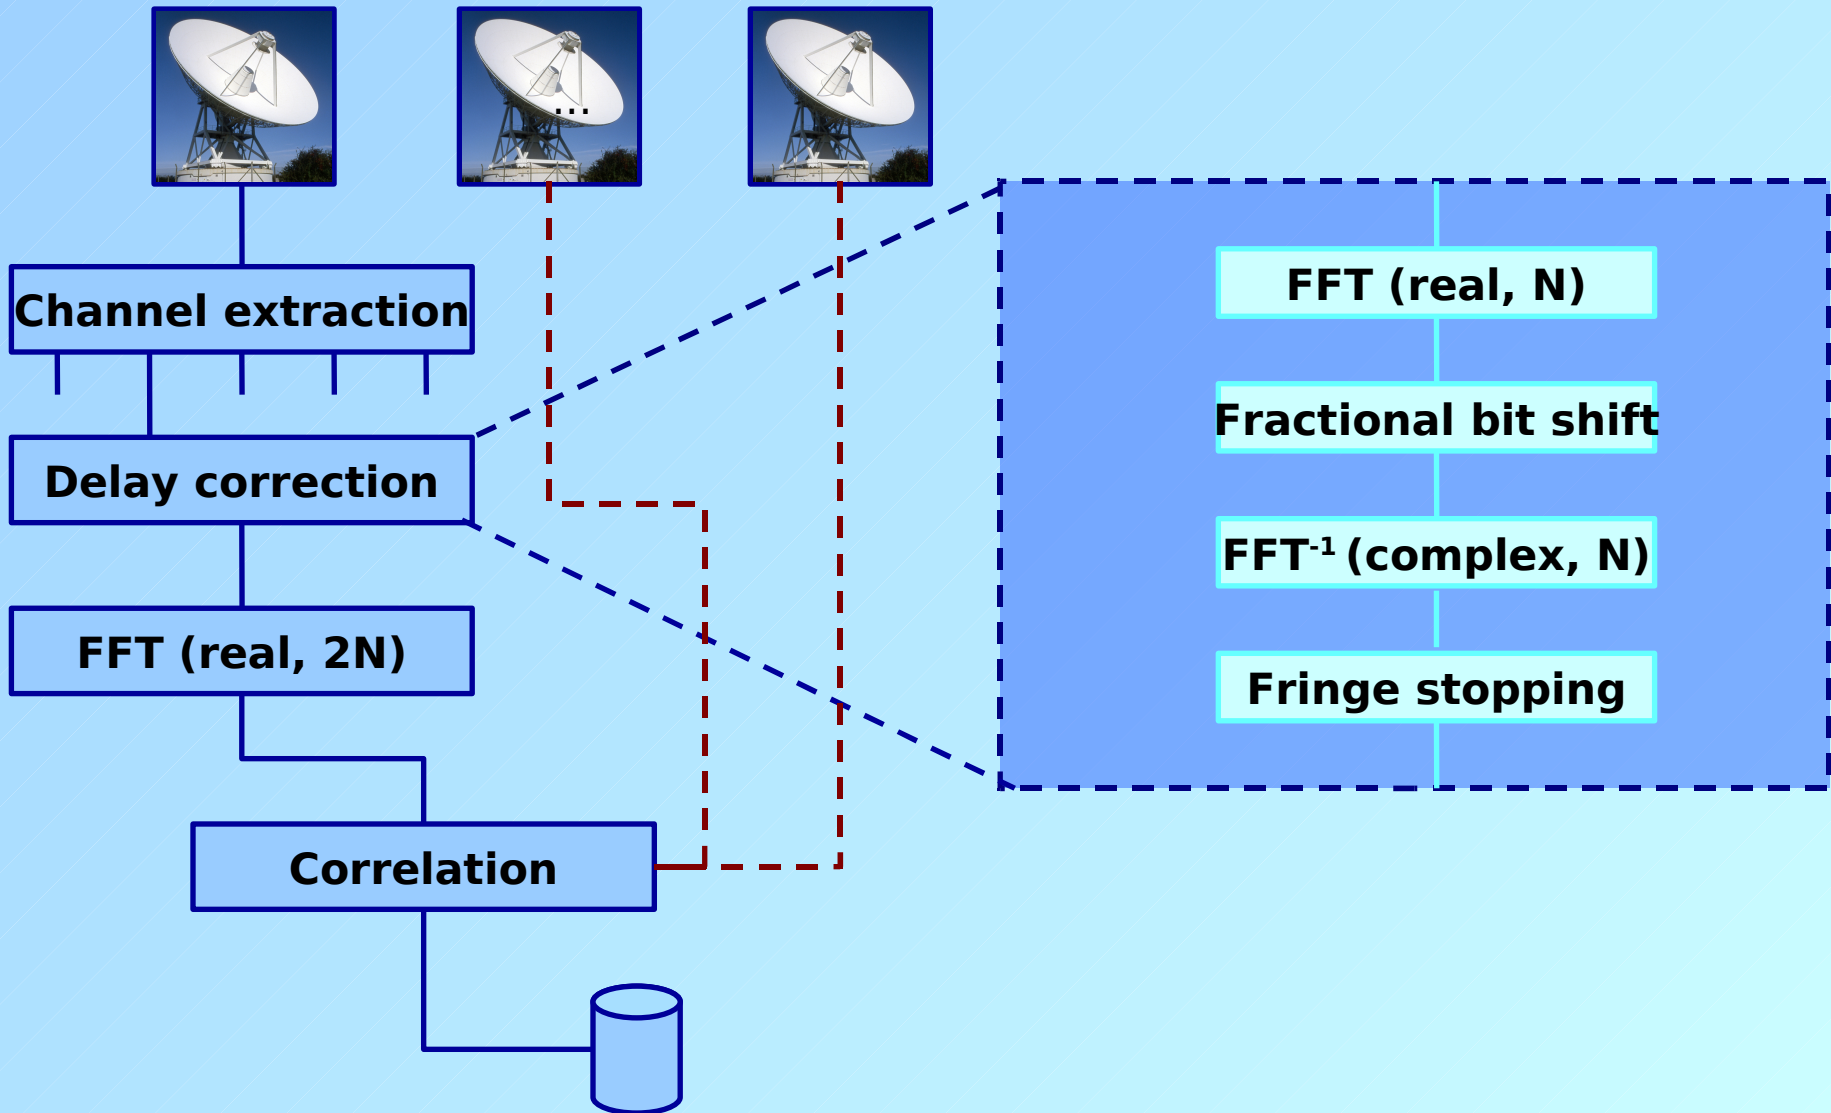 ...
Channel extraction
Delay correction
FFT (real, 2N)
Correlation
FFT (real, N)
Fractional bit shift
FFT⁻¹ (complex, N)
Fringe stopping